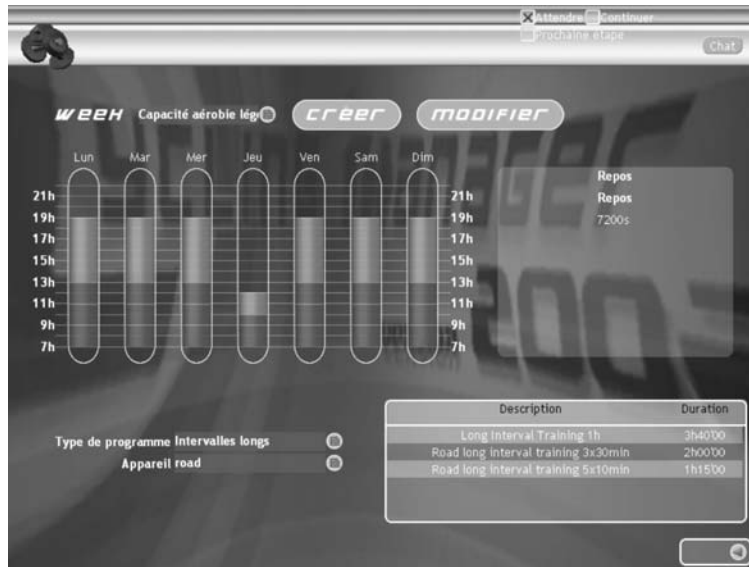 Attendre Continuer
Prochaine étape
Chat
WEEK Capacité aérobie lég créer modifier
Lun Mar Mer Jeu Ven Sam Dim
Repos
21h 21h Repos
19h 19h 7200s
17h 17h
15h 15h
13h 13h
11h 11h
9h 9h
7h 7h
Description Duration
Type de programme Intervalles longs Long Interval Training 1h 3h40'00
Road long interval training 3x30min 2h00'00
Appareil road Road long interval training 5x10min 1h15'00